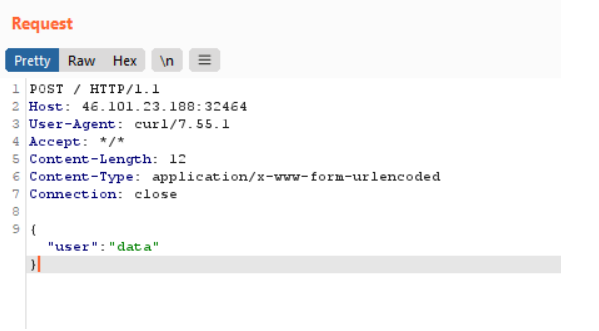 Request
Pretty Raw Hex \n
1 POST / HTTP/1.1
2 Host: 46.101.23.188:32464
3 User-Agent: curl/7.55.1
4 Accept: */*
5 Content-Length: 12
6 Content-Type: application/x-www-form-urlencoded
7 Connection: close
8
9 {
"user":"data"
}